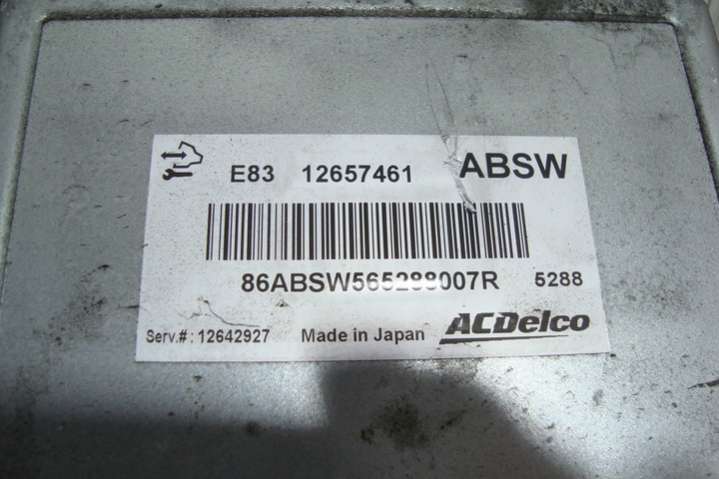 E83 12657461 ABSW
86ABSW565288007R 5288
Serv.#: 12642927 Made in Japan ACDelco